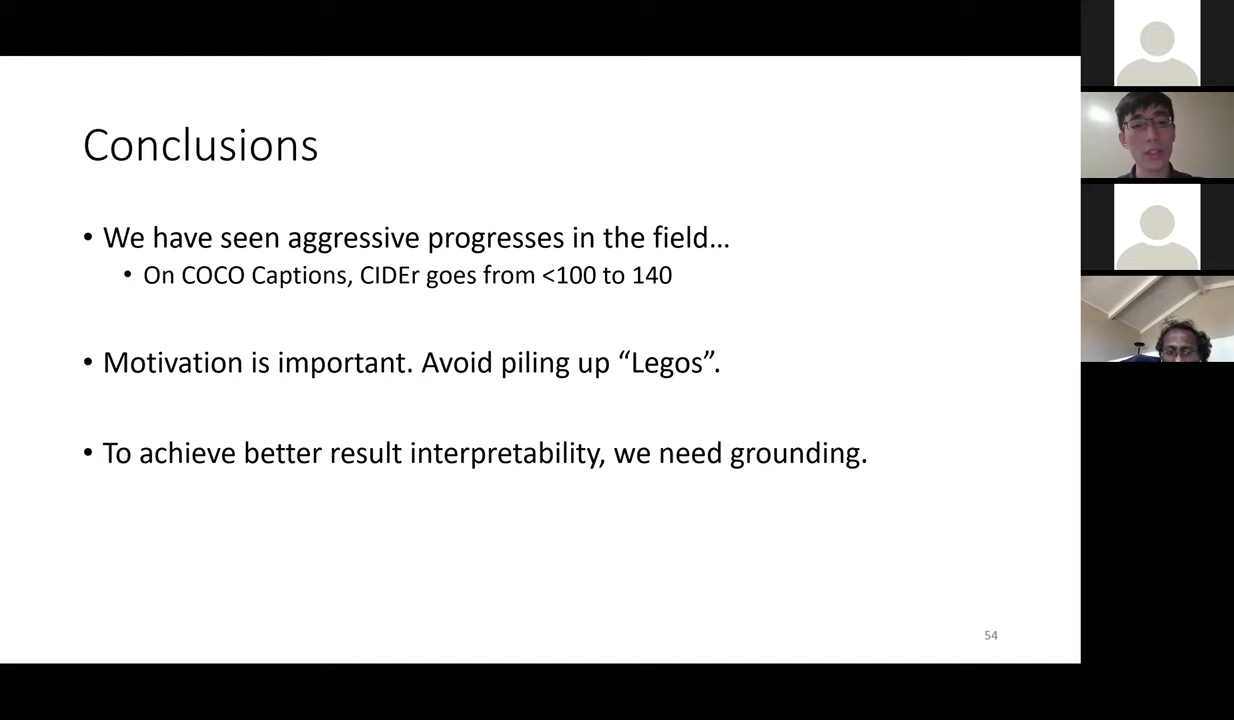 Conclusions
• We have seen aggressive progresses in the field…
• On COCO Captions, CIDEr goes from <100 to 140
• Motivation is important. Avoid piling up “Legos”.
• To achieve better result interpretability, we need grounding.
54